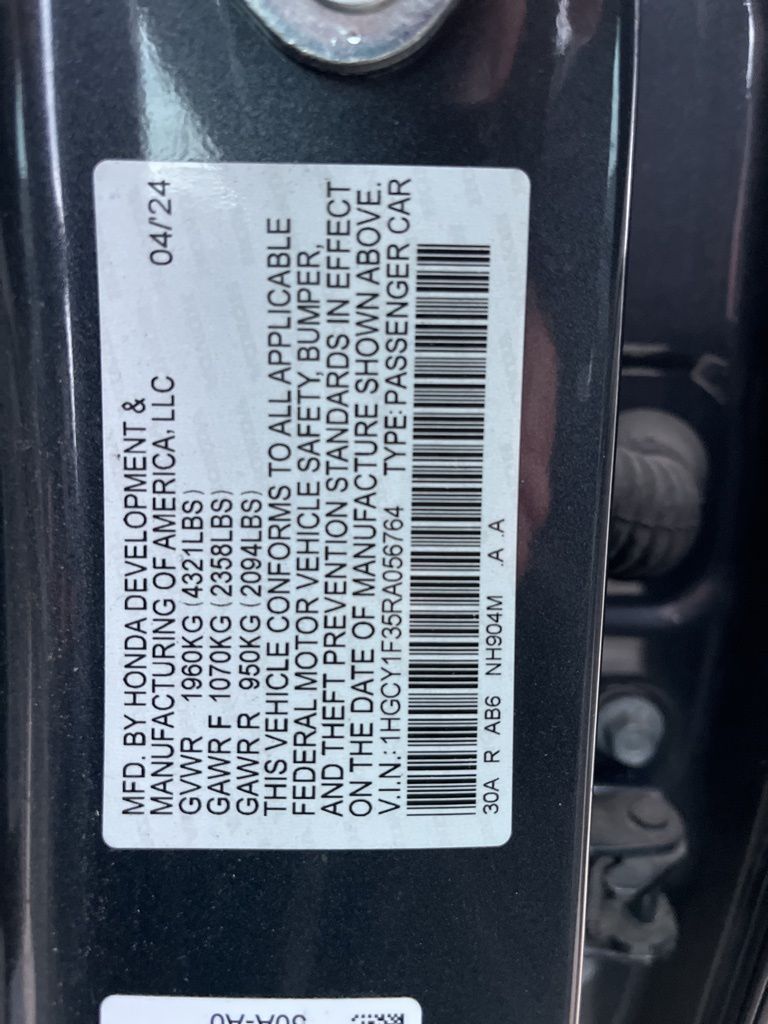 MFD. BY HONDA DEVELOPMENT &
MANUFACTURING OF AMERICA, LLC 04/'24
GVWR 1960KG (4321LBS)
GAWR F 1070KG (2358LBS)
GAWR R 950KG (2094LBS)
THIS VEHICLE CONFORMS TO ALL APPLICABLE
FEDERAL MOTOR VEHICLE SAFETY, BUMPER,
AND THEFT PREVENTION STANDARDS IN EFFECT
ON THE DATE OF MANUFACTURE SHOWN ABOVE.
V.I.N.: 1HGCY1F35RA056764 TYPE: PASSENGER CAR
30A R AB6 NH904M .A .A
30A-A0